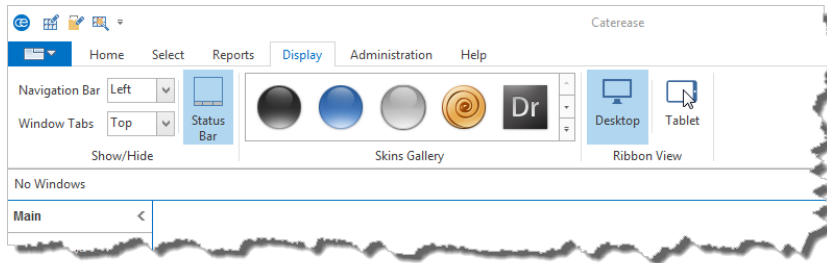 Caterease
Home Select Reports Display Administration Help
Navigation Bar Left
Window Tabs Top
Status
Bar
Dr
Desktop Tablet
Show/Hide Skins Gallery Ribbon View
No Windows
Main